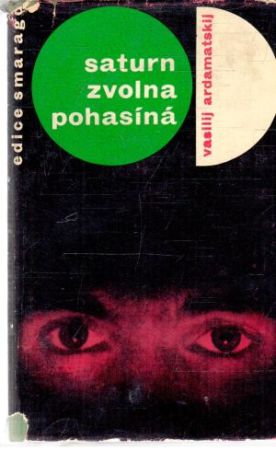 edice smaragd
saturn
zvolna
pohasíná
vasilij ardamatskij